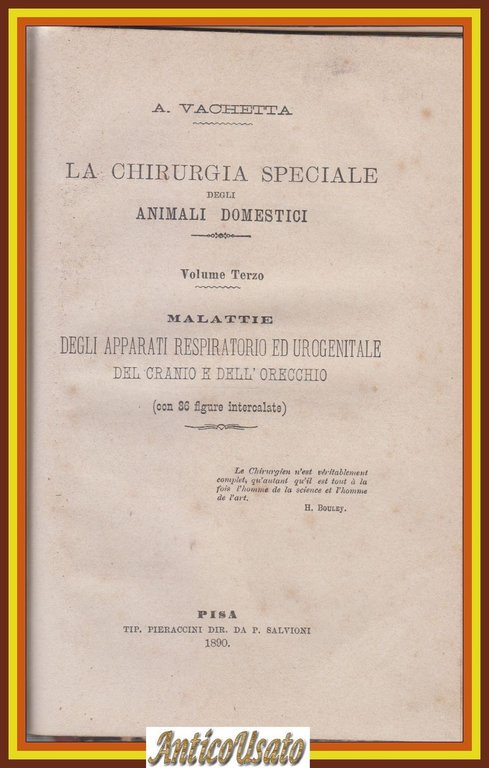 A. VACHETTA
LA CHIRURGIA SPECIALE
DEGLI
ANIMALI DOMESTICI
Volume Terzo
MALATTIE
DEGLI APPARATI RESPIRATORIO ED UROGENITALE
DEL CRANIO E DELL'ORECCHIO
(con 86 figure intercalate)
Le Chirurgien n'est véritablement
complet, qu'autant qu'il est tout à la
fois l'homme de la science et l'homme
de l'art.
H. BOULEY.
PISA
TIP. PIERACCINI DIR. DA P. SALVIONI
1890.
AnticoUsato